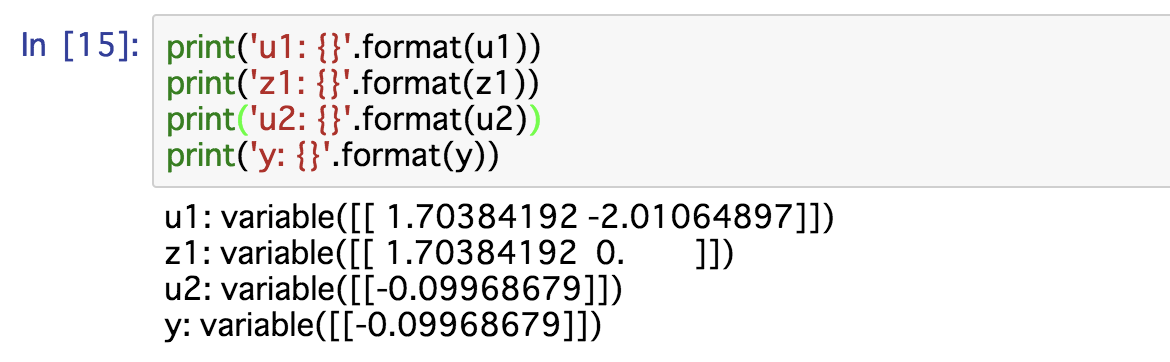 In [15]: print('u1: {}'.format(u1))
print('z1: {}'.format(z1))
print('u2: {}'.format(u2))
print('y: {}'.format(y))
u1: variable([[ 1.70384192 -2.01064897]])
z1: variable([[ 1.70384192  0.        ]])
u2: variable([[-0.09968679]])
y: variable([[-0.09968679]])